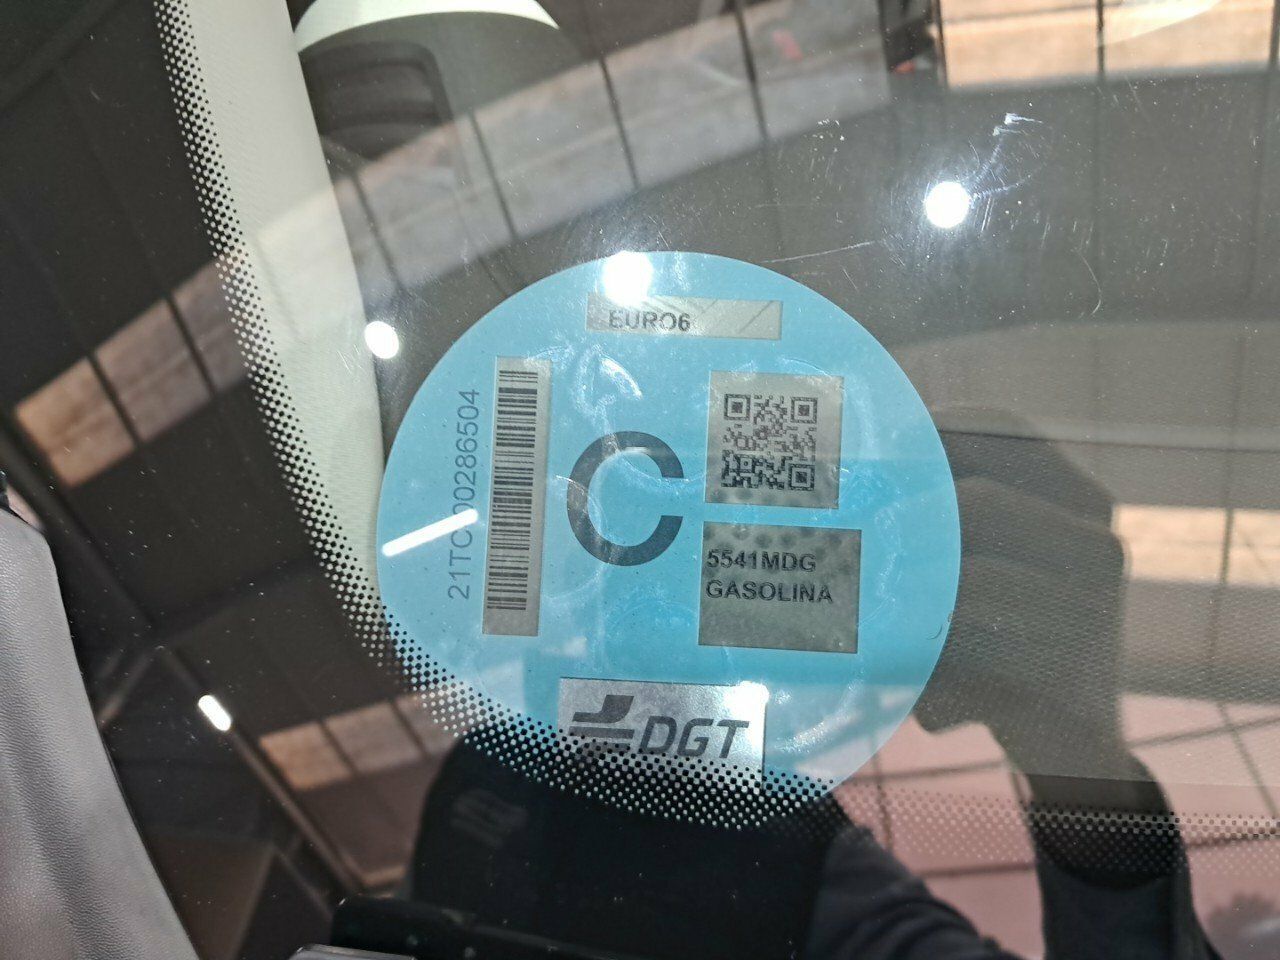 EURO6
21TC00286504
C
5541MDG
GASOLINA
DGT